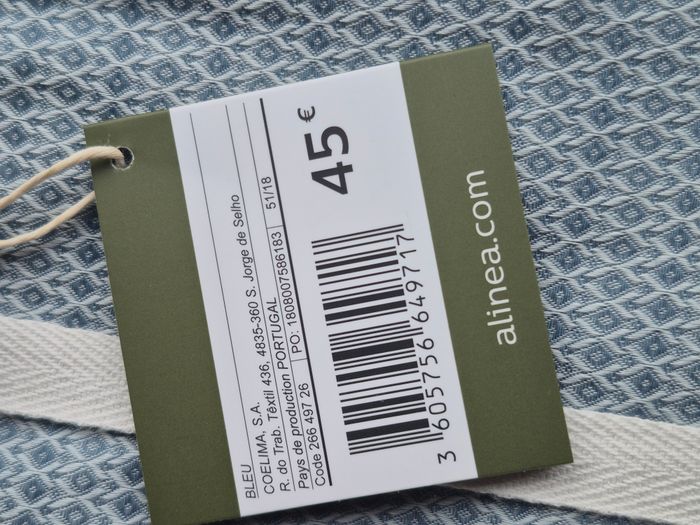 BLEU
COELIMA, S.A.
R. do Trab. Têxtil 436, 4835-360 S. Jorge de Selho
Pays de production PORTUGAL
PO: 1808007586183 51/18
Code 266 497 26
45 €
3 605756 649717
alinea.com